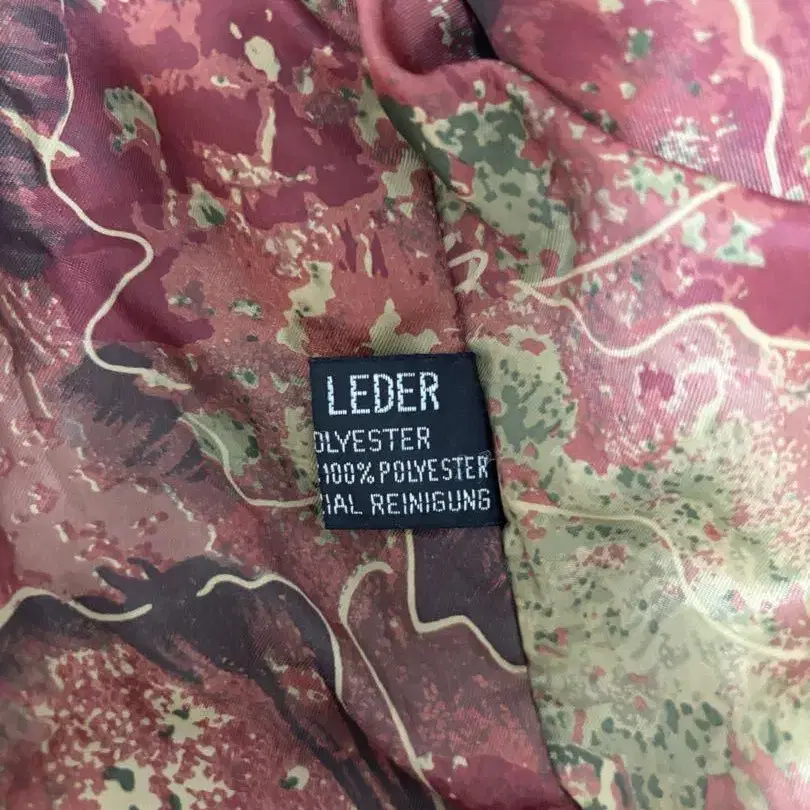 LEDER
OLYESTER
100% POLYESTER
IAL REINIGUNG